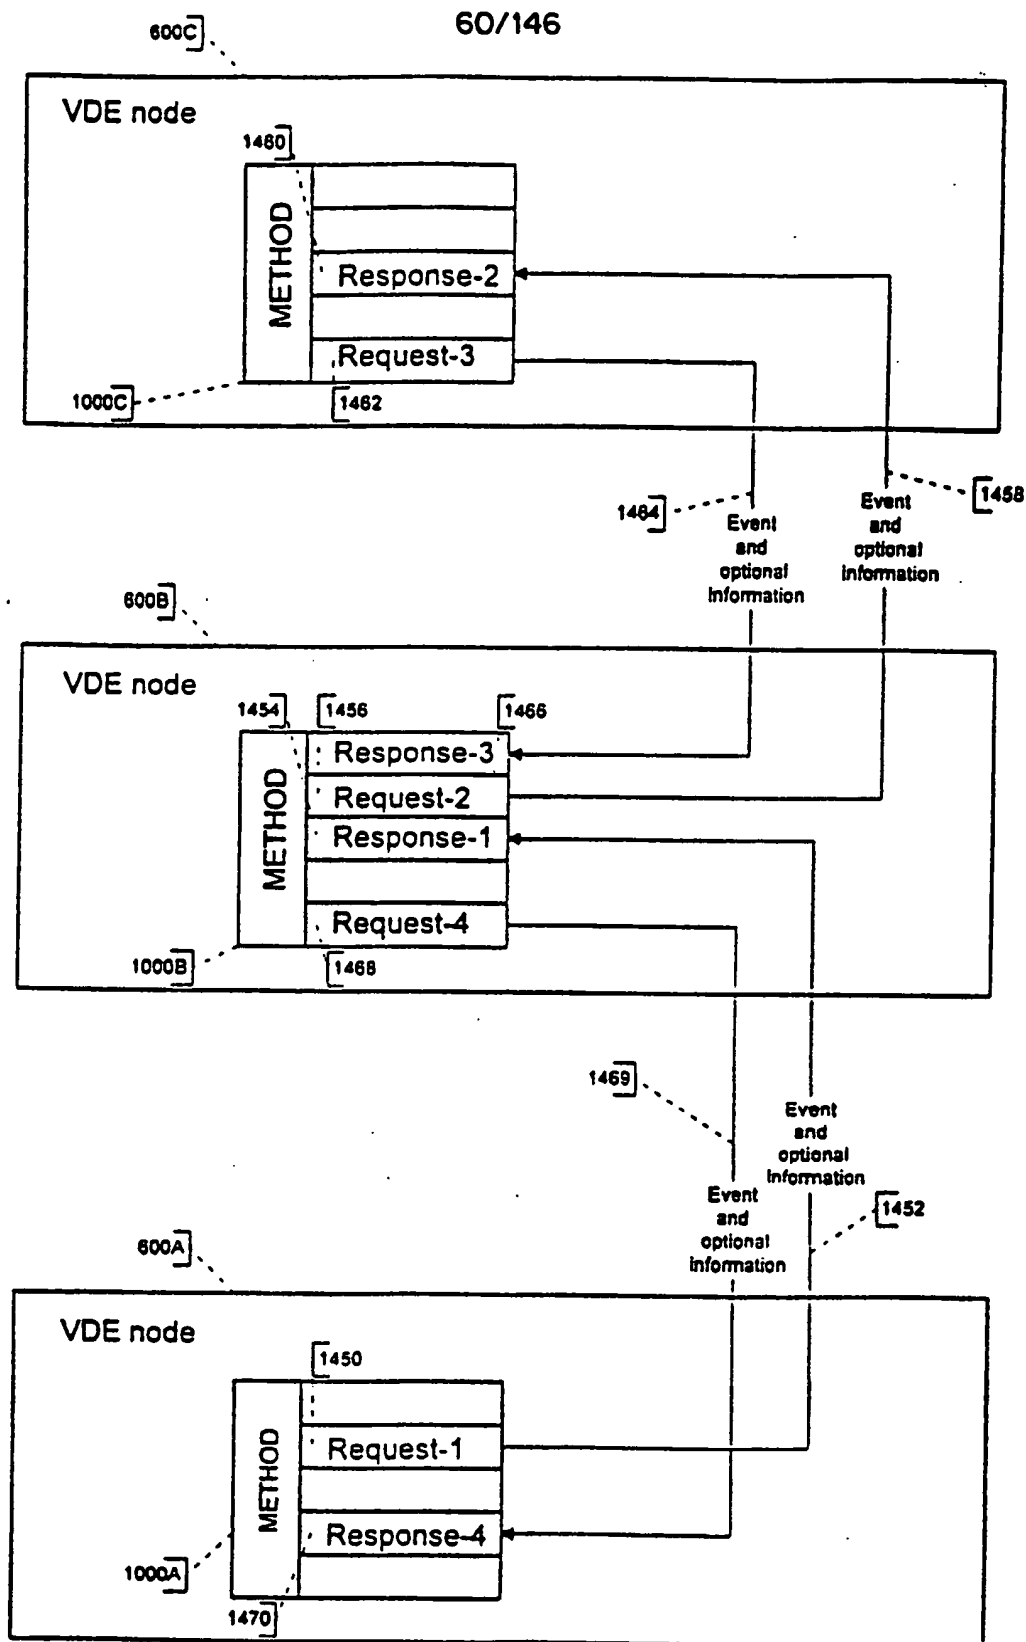 60/146
600C
VDE node
1460
METHOD
Response-2
Request-3
1000C
1462
1464
1458
Event
and
optional
Information
Event
and
optional
Information
600B
VDE node
1454
1456
1466
METHOD
Response-3
Request-2
Response-1
Request-4
1000B
1468
1469
Event
and
optional
Information
Event
and
optional
Information
1452
600A
VDE node
1450
METHOD
Request-1
Response-4
1000A
1470